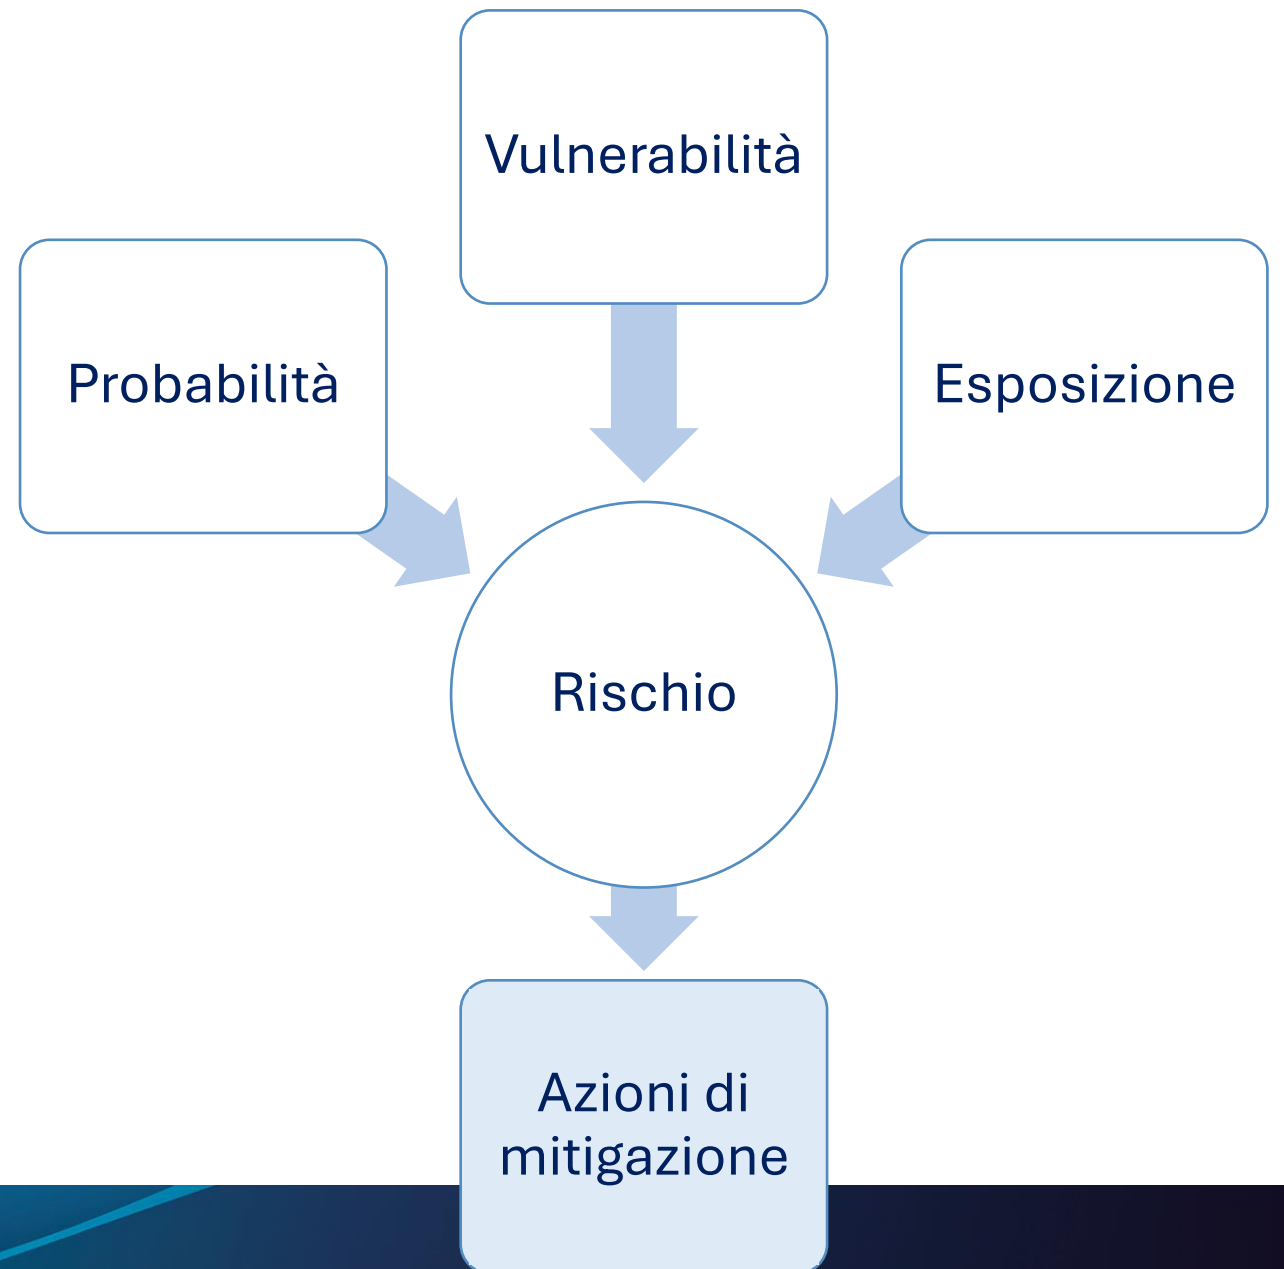 Vulnerabilità
Probabilità
Esposizione
Rischio
Azioni di
mitigazione